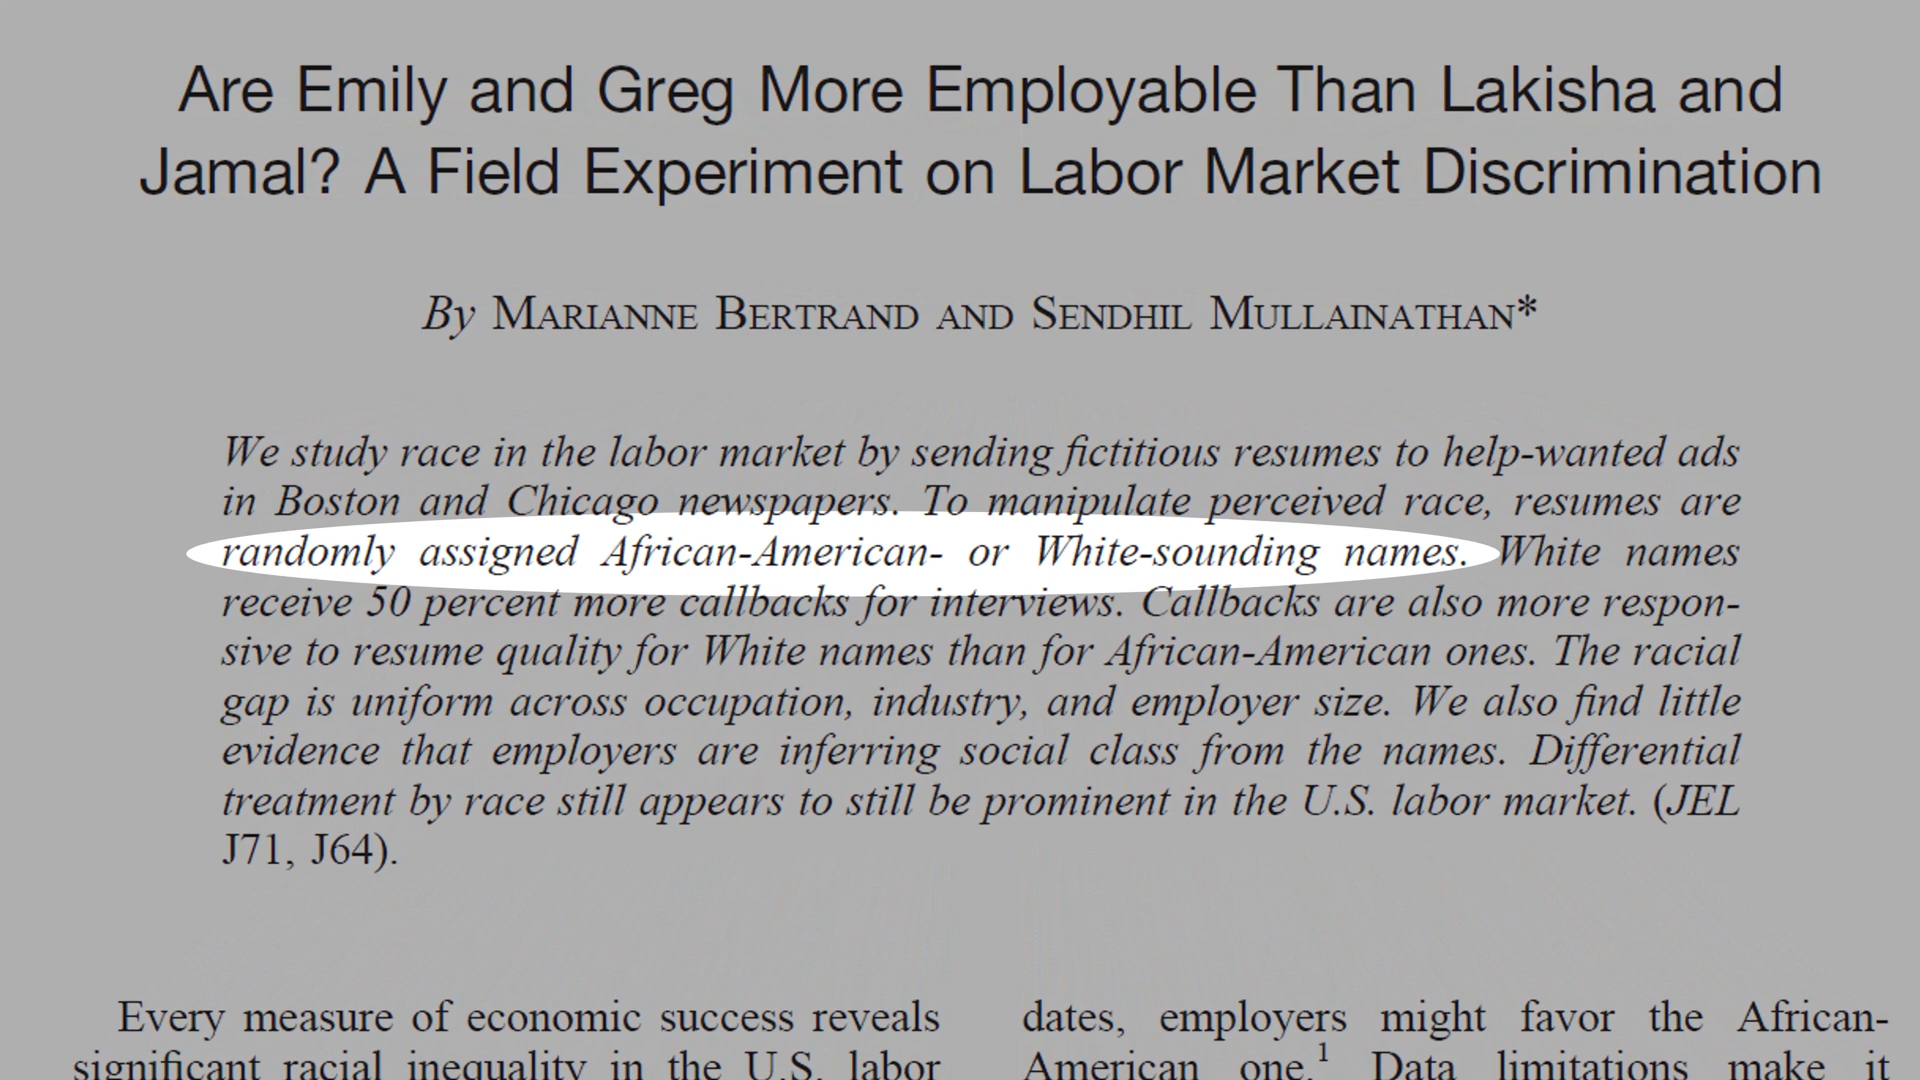 Are Emily and Greg More Employable Than Lakisha and
Jamal? A Field Experiment on Labor Market Discrimination
By MARIANNE BERTRAND AND SENDHIL MULLAINATHAN*
We study race in the labor market by sending fictitious resumes to help-wanted ads
in Boston and Chicago newspapers. To manipulate perceived race, resumes are
randomly assigned African-American- or White-sounding names. White names
receive 50 percent more callbacks for interviews. Callbacks are also more respon-
sive to resume quality for White names than for African-American ones. The racial
gap is uniform across occupation, industry, and employer size. We also find little
evidence that employers are inferring social class from the names. Differential
treatment by race still appears to still be prominent in the U.S. labor market. (JEL
J71, J64).
Every measure of economic success reveals
significant racial inequality in the U.S. labor
dates, employers might favor the African-
American one.1 Data limitations make it